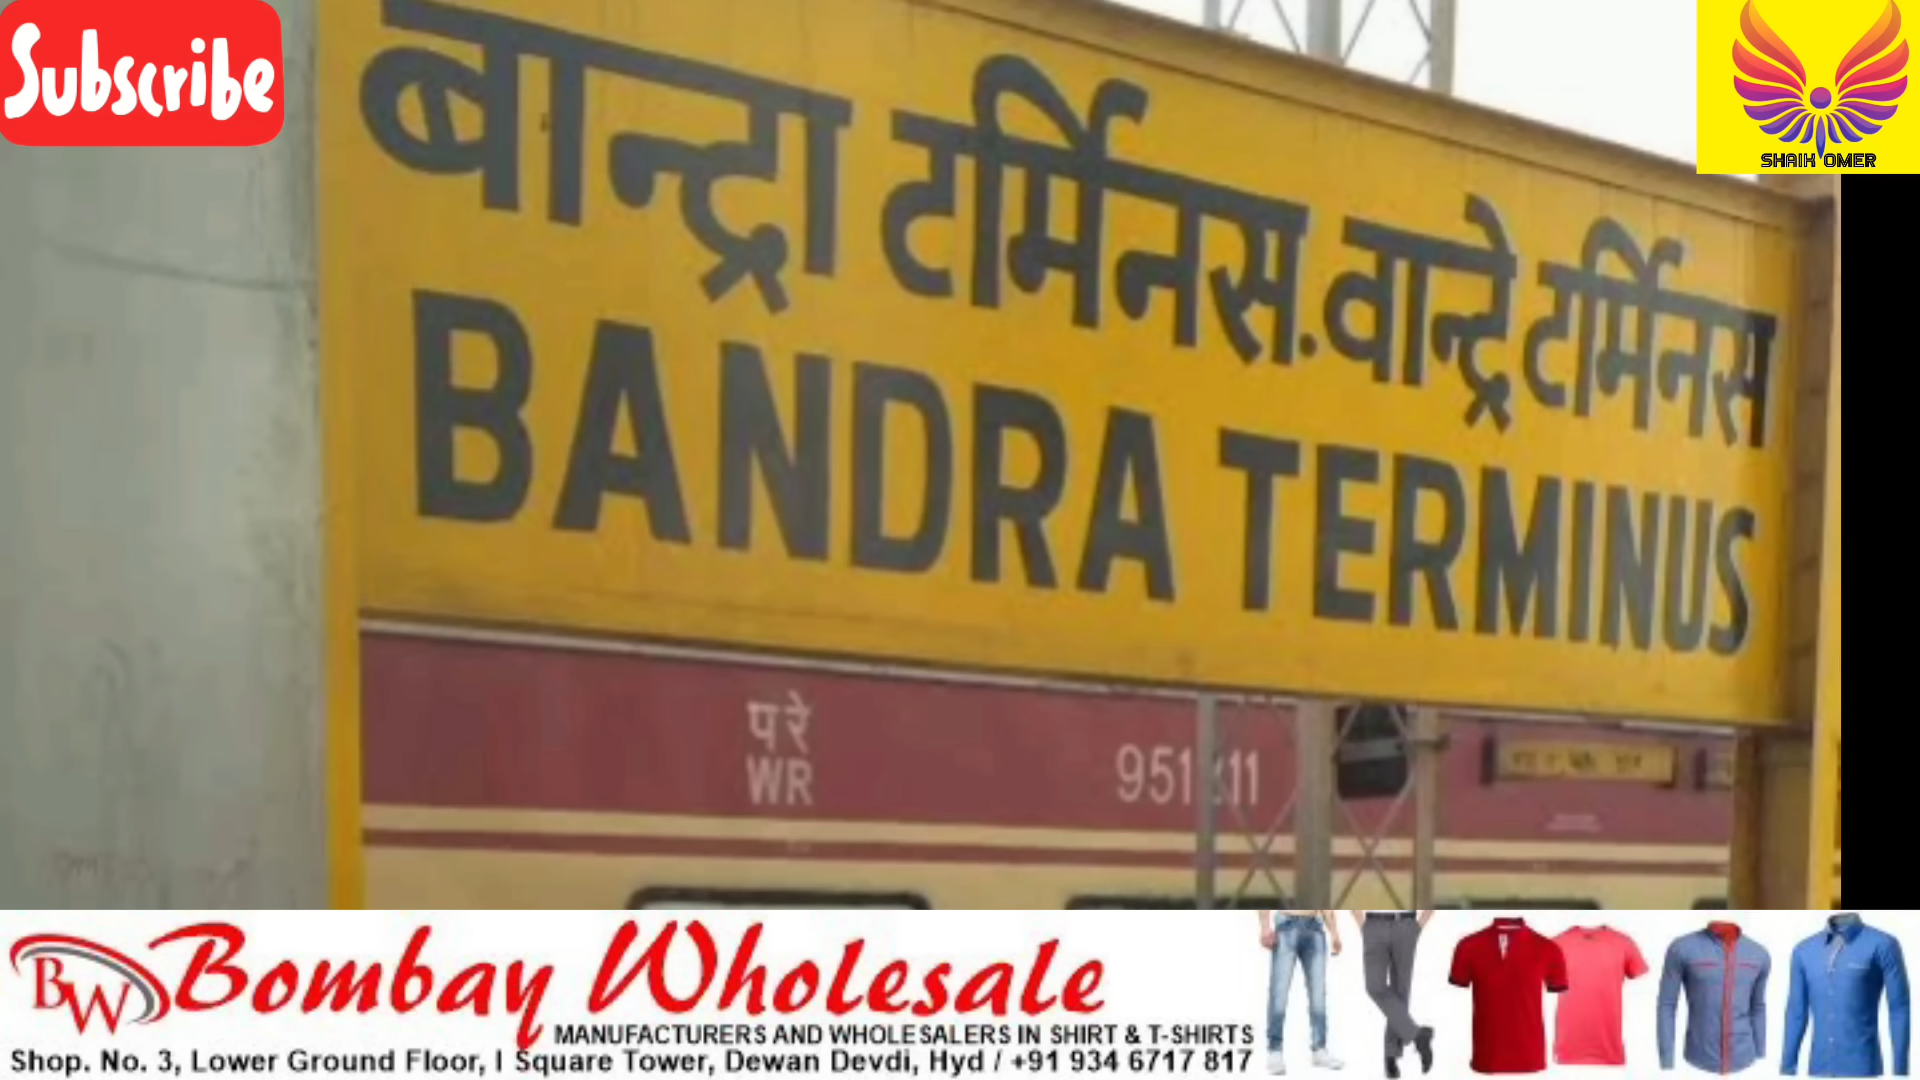 Subscribe
SHAIK OMER
बान्द्रा टर्मिनस.वान्द्रे टर्मिनस
BANDRA TERMINUS
परे
WR
Bombay Wholesale
BW
MANUFACTURERS AND WHOLESALERS IN SHIRT & T-SHIRTS
Shop. No. 3, Lower Ground Floor, I Square Tower, Dewan Devdi, Hyd / +91 934 6717 817